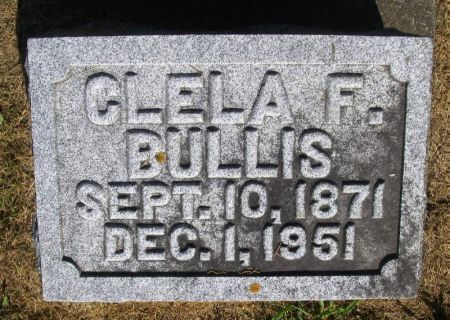 CLELA F.
BULLIS
SEPT. 10, 1871
DEC. 1, 1951